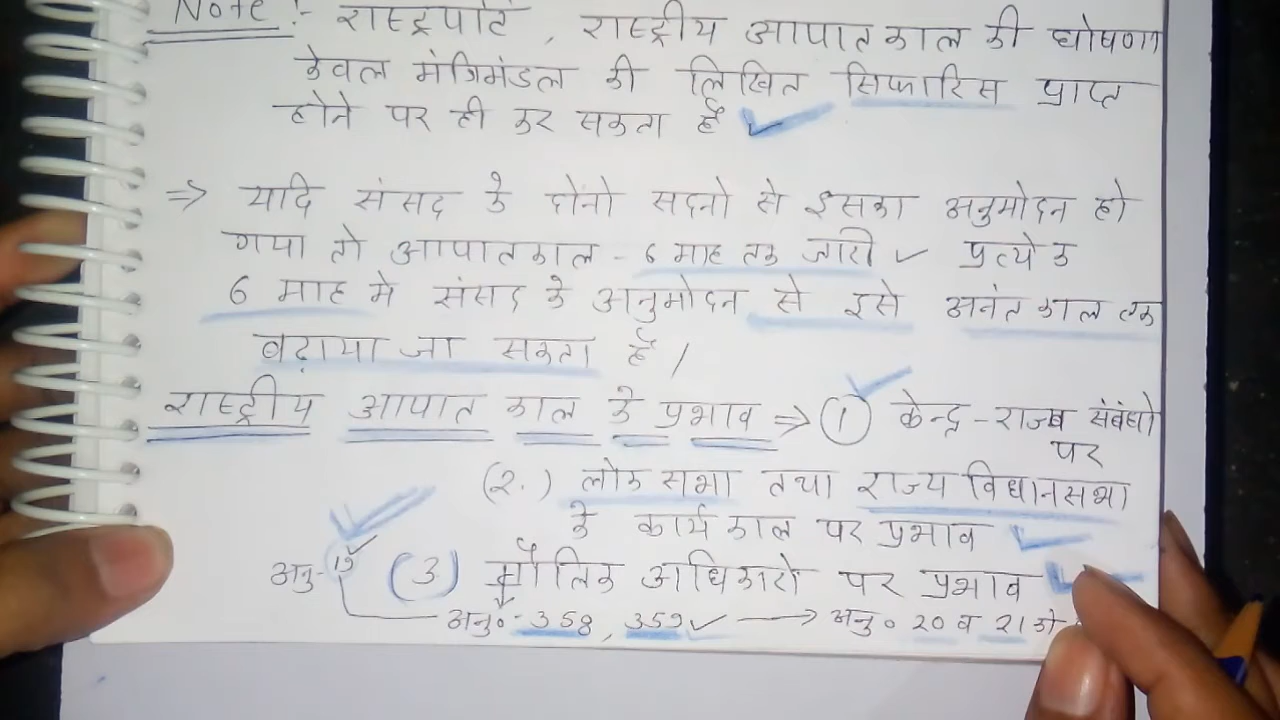 Note :- राष्ट्रपति , राष्ट्रीय आपातकाल की घोषणा
केवल मंत्रिमंडल की लिखित सिफारिस प्राप्त
होने पर ही कर सकता है
⇒ यदि संसद के दोनो सदनो से इसका अनुमोदन हो
गया तो आपातकाल - 6 माह तक जारी ✓ प्रत्येक
6 माह मे संसद के अनुमोदन से इसे अनंत काल तक
बढ़ाया जा सकता है /
राष्ट्रीय आपात काल के प्रभाव ⇒ (1) केन्द्र - राज्य संबंधो
पर
(2.) लोक सभा तथा राज्य विधानसभा
के कार्यकाल पर प्रभाव
(3) मौलिक अधिकारो पर प्रभाव
अनु॰ - 358, 359 ✓ → अनु॰ 20 व 21 को
अनु- 19